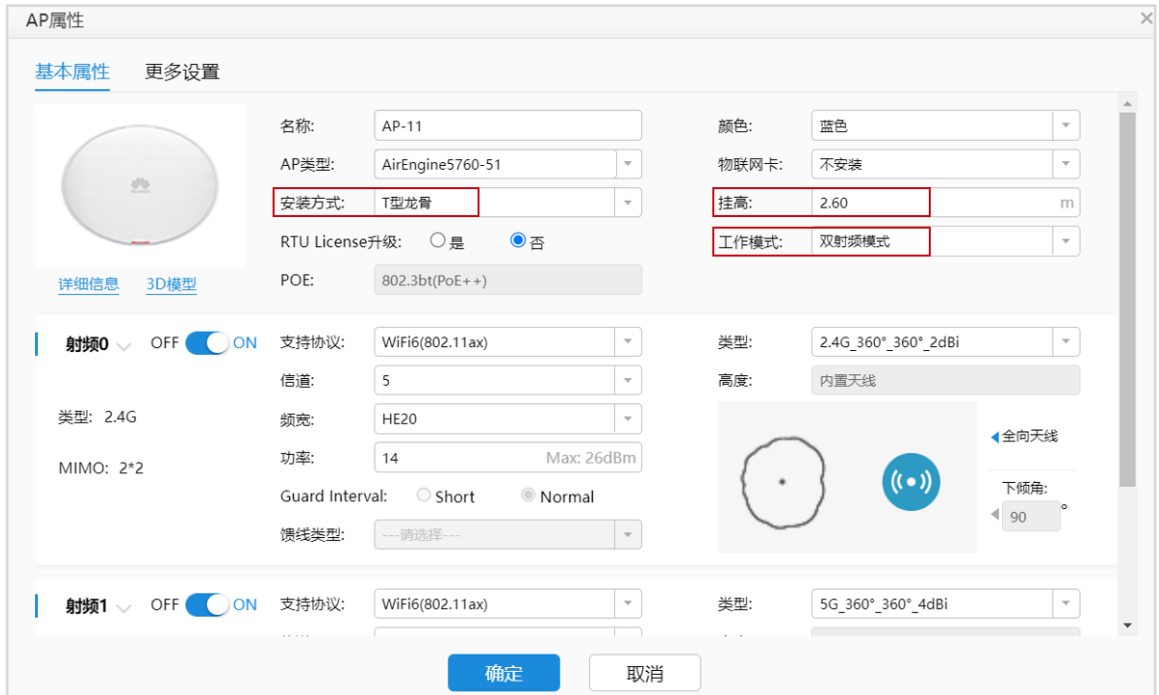 AP属性
基本属性 更多设置
名称: AP-11 颜色: 蓝色
AP类型: AirEngine5760-51 物联网卡: 不安装
安装方式: T型龙骨 挂高: 2.60 m
RTU License升级: 是 否 工作模式: 双射频模式
详细信息 3D模型 POE: 802.3bt(PoE++)
射频0 OFF ON 支持协议: WiFi6(802.11ax) 类型: 2.4G_360°_360°_2dBi
信道: 5 高度: 内置天线
类型: 2.4G 频宽: HE20
全向天线
MIMO: 2*2 功率: 14 Max: 26dBm
Guard Interval: Short Normal 下倾角:
90 °
馈线类型: ---请选择---
射频1 OFF ON 支持协议: WiFi6(802.11ax) 类型: 5G_360°_360°_4dBi
确定 取消